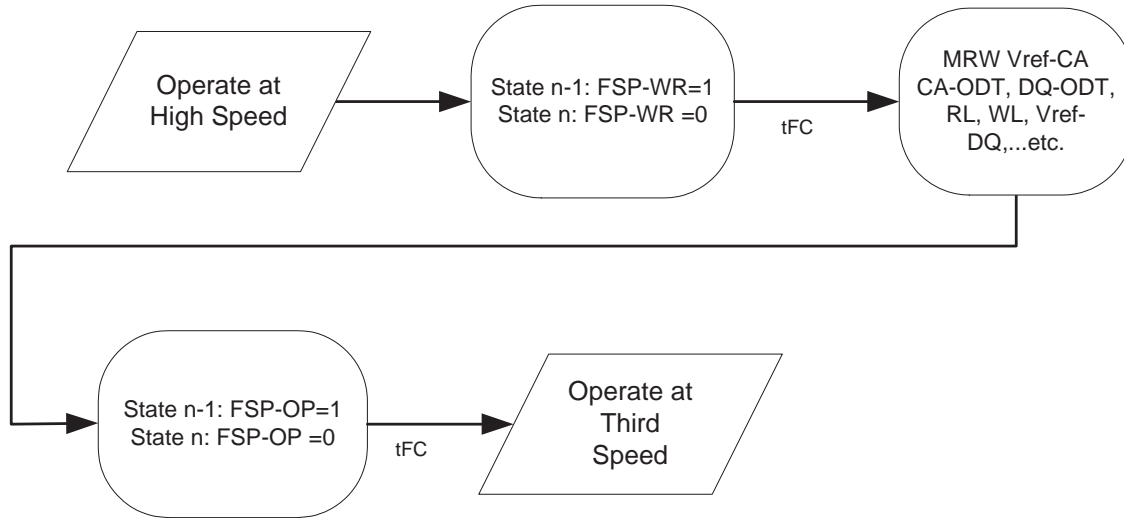 Operate at
High Speed
State n-1: FSP-WR=1
State n: FSP-WR =0
tFC
MRW Vref-CA
CA-ODT, DQ-ODT,
RL, WL, Vref-
DQ,...etc.
State n-1: FSP-OP=1
State n: FSP-OP =0
tFC
Operate at
Third
Speed